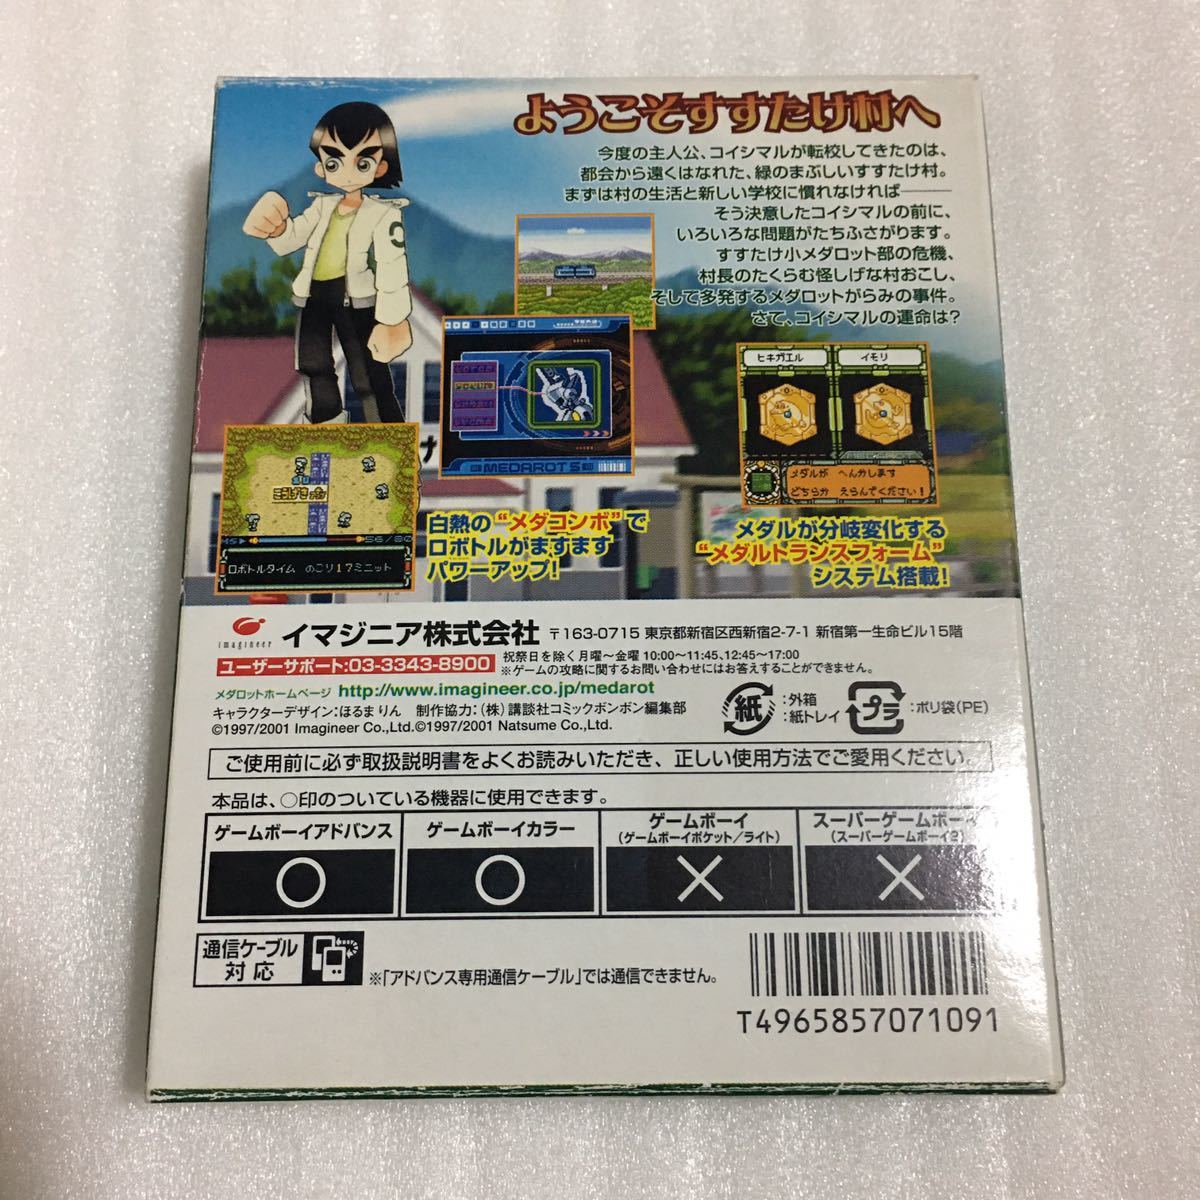 ようこそすすたけ村へ
今度の主人公、コイシマルが転校してきたのは、
都会から遠くはなれた、緑のまぶしいすすたけ村。
まずは村の生活と新しい学校に慣れなければ―――
そう決意したコイシマルの前に、
いろいろな問題がたちふさがります。
すすたけ小メダロット部の危機、
村長のたくらむ怪しげな村おこし、
そして多発するメダロットがらみの事件。
さて、コイシマルの運命は?
MEDAROT 5
ヒキガエル イモリ
メダルが へんかします
どちらか えらんでください!
56/80
ロボトルタイム のこり17ミニット
白熱の“メダコンボ”で
ロボトルがますます
パワーアップ!
メダルが分岐変化する
“メダルトランスフォーム”
システム搭載!
imagineer
イマジニア株式会社 〒163-0715 東京都新宿区西新宿2-7-1 新宿第一生命ビル15階
ユーザーサポート:03-3343-8900 祝祭日を除く月曜~金曜 10:00~11:45、12:45~17:00
※ゲームの攻略に関するお問い合わせにはお答えすることができません。
メダロットホームページ http://www.imagineer.co.jp/medarot
キャラクターデザイン:ほるまりん 制作協力:(株)講談社コミックボンボン編集部
©1997/2001 Imagineer Co.,Ltd.©1997/2001 Natsume Co.,Ltd.
紙 :外箱
:紙トレイ
プラ :ポリ袋(PE)
ご使用前に必ず取扱説明書をよくお読みいただき、正しい使用方法でご愛用ください。
本品は、○印のついている機器に使用できます。
ゲームボーイアドバンス ゲームボーイカラー ゲームボーイ スーパーゲームボーイ
(ゲームボーイポケット/ライト) (スーパーゲームボーイ2)
○ ○ × ×
通信ケーブル
対応
※「アドバンス専用通信ケーブル」では通信できません。
T4965857071091